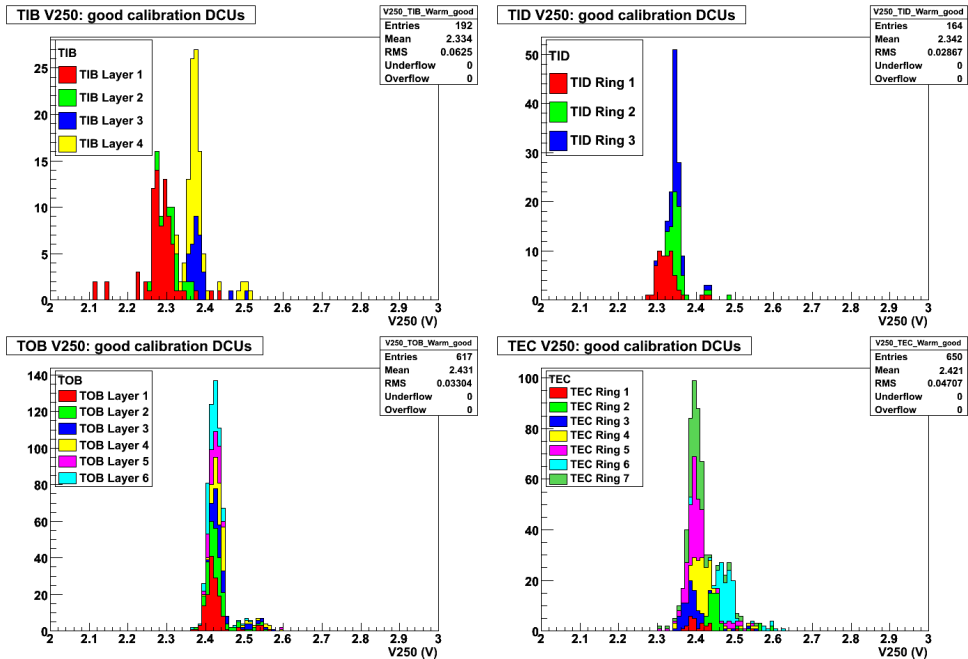 TIB V250: good calibration DCUs
V250_TIB_Warm_good
Entries 192
Mean 2.334
RMS 0.0625
Underflow 0
Overflow 0
TIB
TIB Layer 1
TIB Layer 2
TIB Layer 3
TIB Layer 4
25
20
15
10
5
0
2 2.1 2.2 2.3 2.4 2.5 2.6 2.7 2.8 2.9 3
V250 (V)
TID V250: good calibration DCUs
V250_TID_Warm_good
Entries 164
Mean 2.342
RMS 0.02867
Underflow 0
Overflow 0
TID
TID Ring 1
TID Ring 2
TID Ring 3
50
40
30
20
10
0
2 2.1 2.2 2.3 2.4 2.5 2.6 2.7 2.8 2.9 3
V250 (V)
TOB V250: good calibration DCUs
V250_TOB_Warm_good
Entries 617
Mean 2.431
RMS 0.03304
Underflow 0
Overflow 0
TOB
TOB Layer 1
TOB Layer 2
TOB Layer 3
TOB Layer 4
TOB Layer 5
TOB Layer 6
140
120
100
80
60
40
20
0
2 2.1 2.2 2.3 2.4 2.5 2.6 2.7 2.8 2.9 3
V250 (V)
TEC V250: good calibration DCUs
V250_TEC_Warm_good
Entries 650
Mean 2.421
RMS 0.04707
Underflow 0
Overflow 0
TEC
TEC Ring 1
TEC Ring 2
TEC Ring 3
TEC Ring 4
TEC Ring 5
TEC Ring 6
TEC Ring 7
100
80
60
40
20
0
2 2.1 2.2 2.3 2.4 2.5 2.6 2.7 2.8 2.9 3
V250 (V)